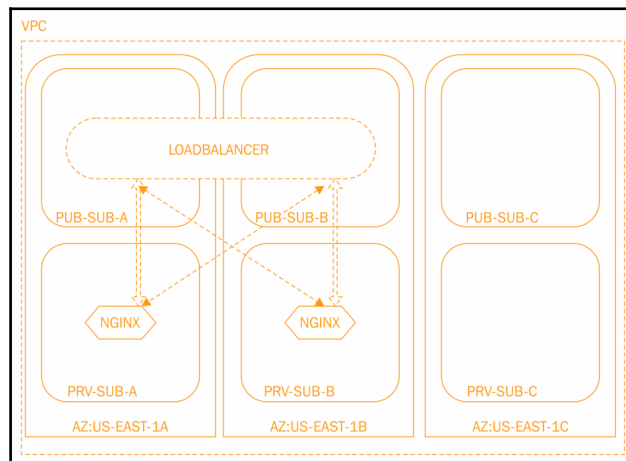 VPC
LOADBALANCER
PUB-SUB-A
PUB-SUB-B
PUB-SUB-C
NGINX
NGINX
PRV-SUB-A
PRV-SUB-B
PRV-SUB-C
AZ:US-EAST-1A
AZ:US-EAST-1B
AZ:US-EAST-1C